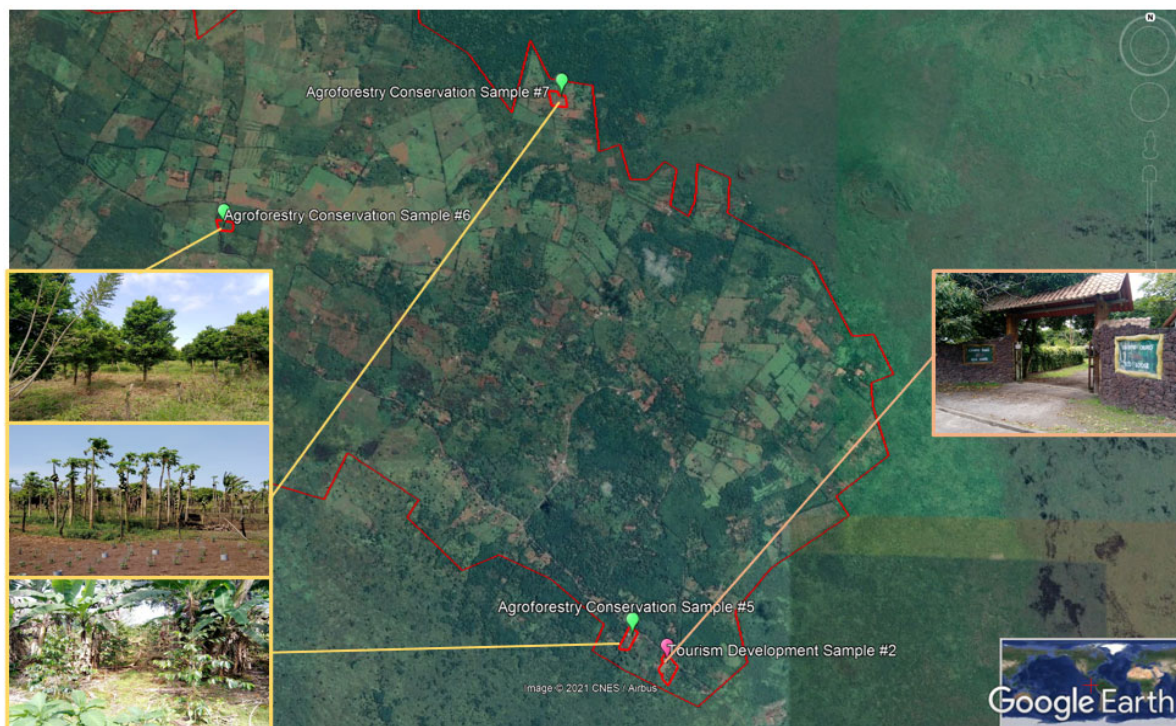 N
Agroforestry Conservation Sample #7
Agroforestry Conservation Sample #6
Agroforestry Conservation Sample #5
Tourism Development Sample #2
Image © 2021 CNES / Airbus
Google Earth